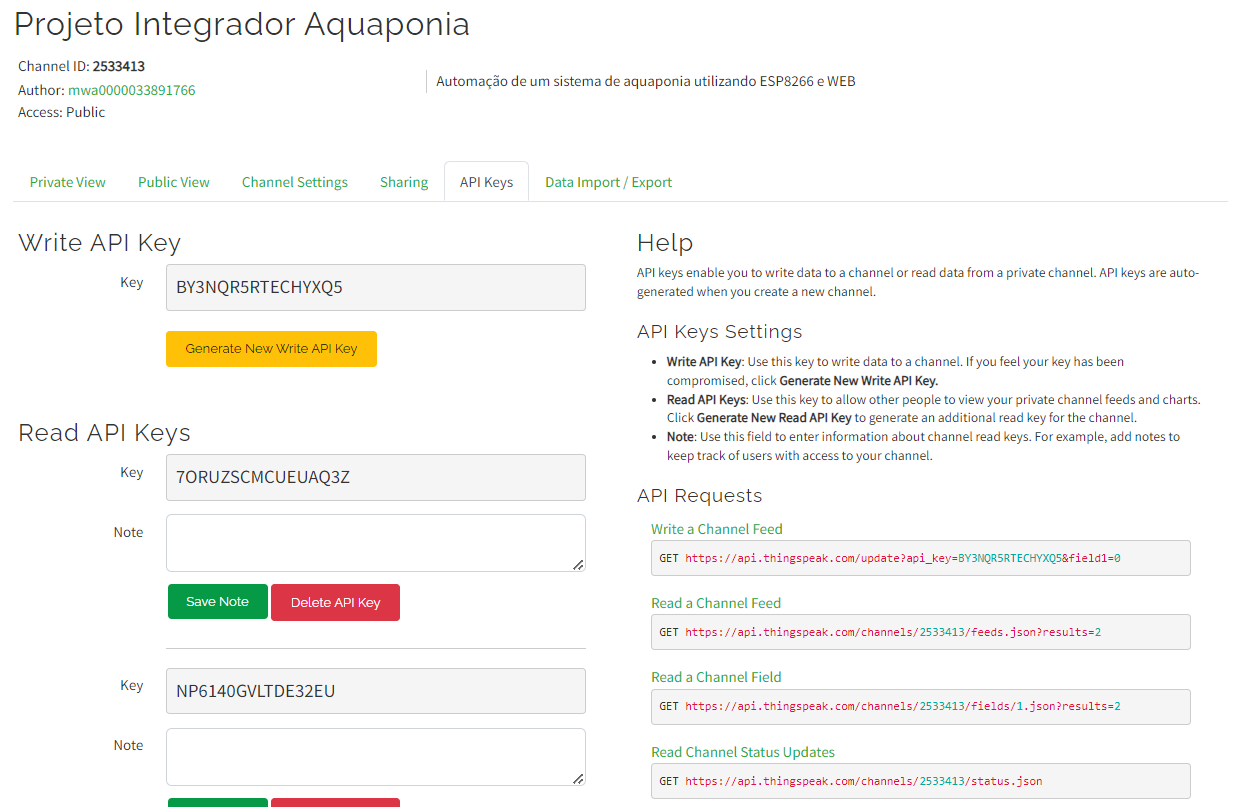 Projeto Integrador Aquaponia
Channel ID: 2533413
Author: mwa0000033891766
Access: Public
Automação de um sistema de aquaponia utilizando ESP8266 e WEB
Private View
Public View
Channel Settings
Sharing
API Keys
Data Import / Export
Write API Key
Key
BY3NQR5RTECHYXQ5
Generate New Write API Key
Read API Keys
Key
7ORUZSCMCUEUAQ3Z
Note
Save Note
Delete API Key
Key
NP6140GVLTDE32EU
Note
Help
API keys enable you to write data to a channel or read data from a private channel. API keys are auto-
generated when you create a new channel.
API Keys Settings
• Write API Key: Use this key to write data to a channel. If you feel your key has been
compromised, click Generate New Write API Key.
• Read API Keys: Use this key to allow other people to view your private channel feeds and charts.
Click Generate New Read API Key to generate an additional read key for the channel.
• Note: Use this field to enter information about channel read keys. For example, add notes to
keep track of users with access to your channel.
API Requests
Write a Channel Feed
GET https://api.thingspeak.com/update?api_key=BY3NQR5RTECHYXQ5&field1=0
Read a Channel Feed
GET https://api.thingspeak.com/channels/2533413/feeds.json?results=2
Read a Channel Field
GET https://api.thingspeak.com/channels/2533413/fields/1.json?results=2
Read Channel Status Updates
GET https://api.thingspeak.com/channels/2533413/status.json